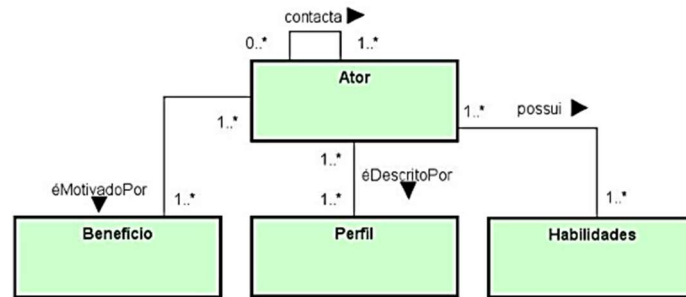 contacta ▶
0..* 1..*
Ator
1..* 1..* possui ▶
1..* éDescritoPor
éMotivadoPor 1..* 1..*
1..*
Benefício Perfil Habilidades